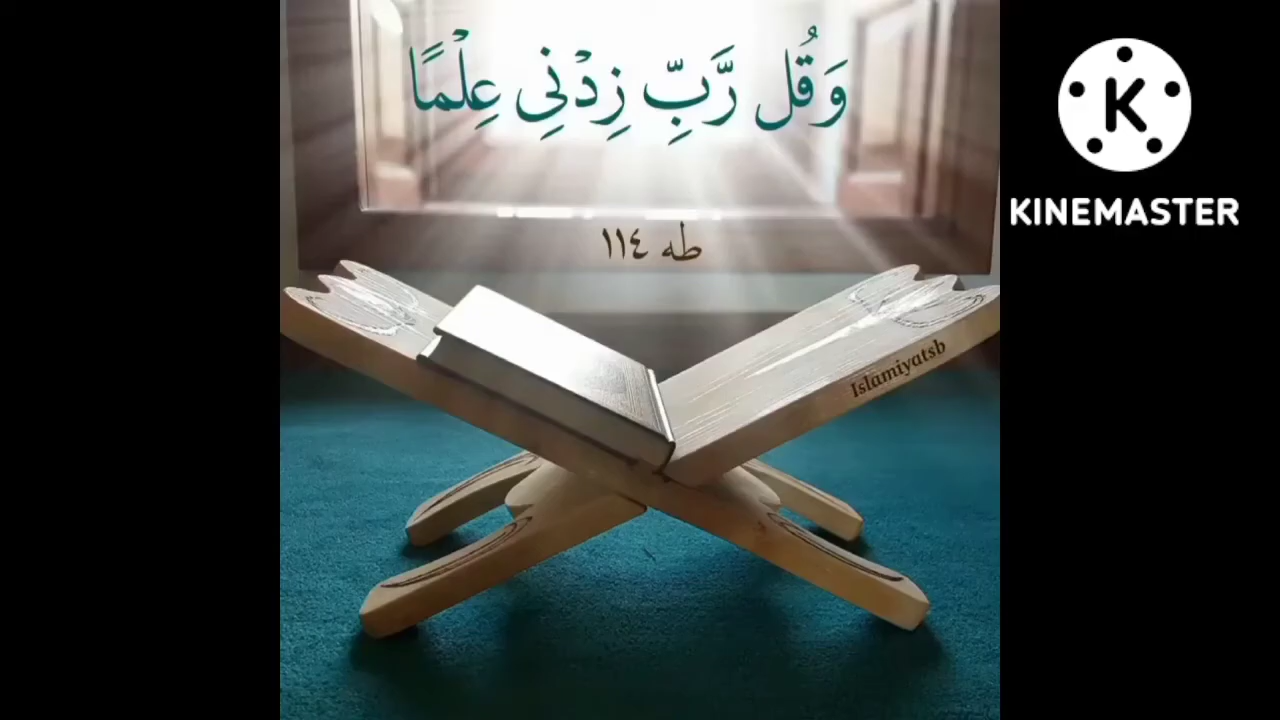 وَقُل رَّبِّ زِدْنِى عِلْمًا
طه ١١٤
Islamiyatsb
K
KINEMASTER